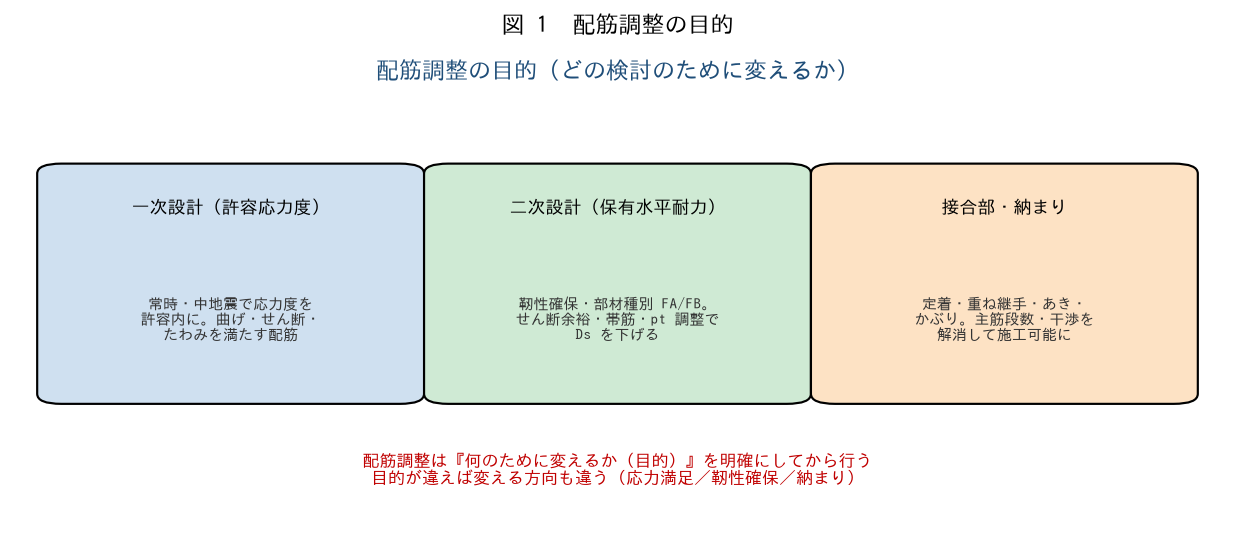 図 1　配筋調整の目的
配筋調整の目的（どの検討のために変えるか）
一次設計（許容応力度）
常時・中地震で応力度を
許容内に。曲げ・せん断・
たわみを満たす配筋
二次設計（保有水平耐力）
靭性確保・部材種別 FA/FB。
せん断余裕・帯筋・pt 調整で
Ds を下げる
接合部・納まり
定着・重ね継手・あき・
かぶり。主筋段数・干渉を
解消して施工可能に
配筋調整は『何のために変えるか（目的）』を明確にしてから行う
目的が違えば変える方向も違う（応力満足／靭性確保／納まり）